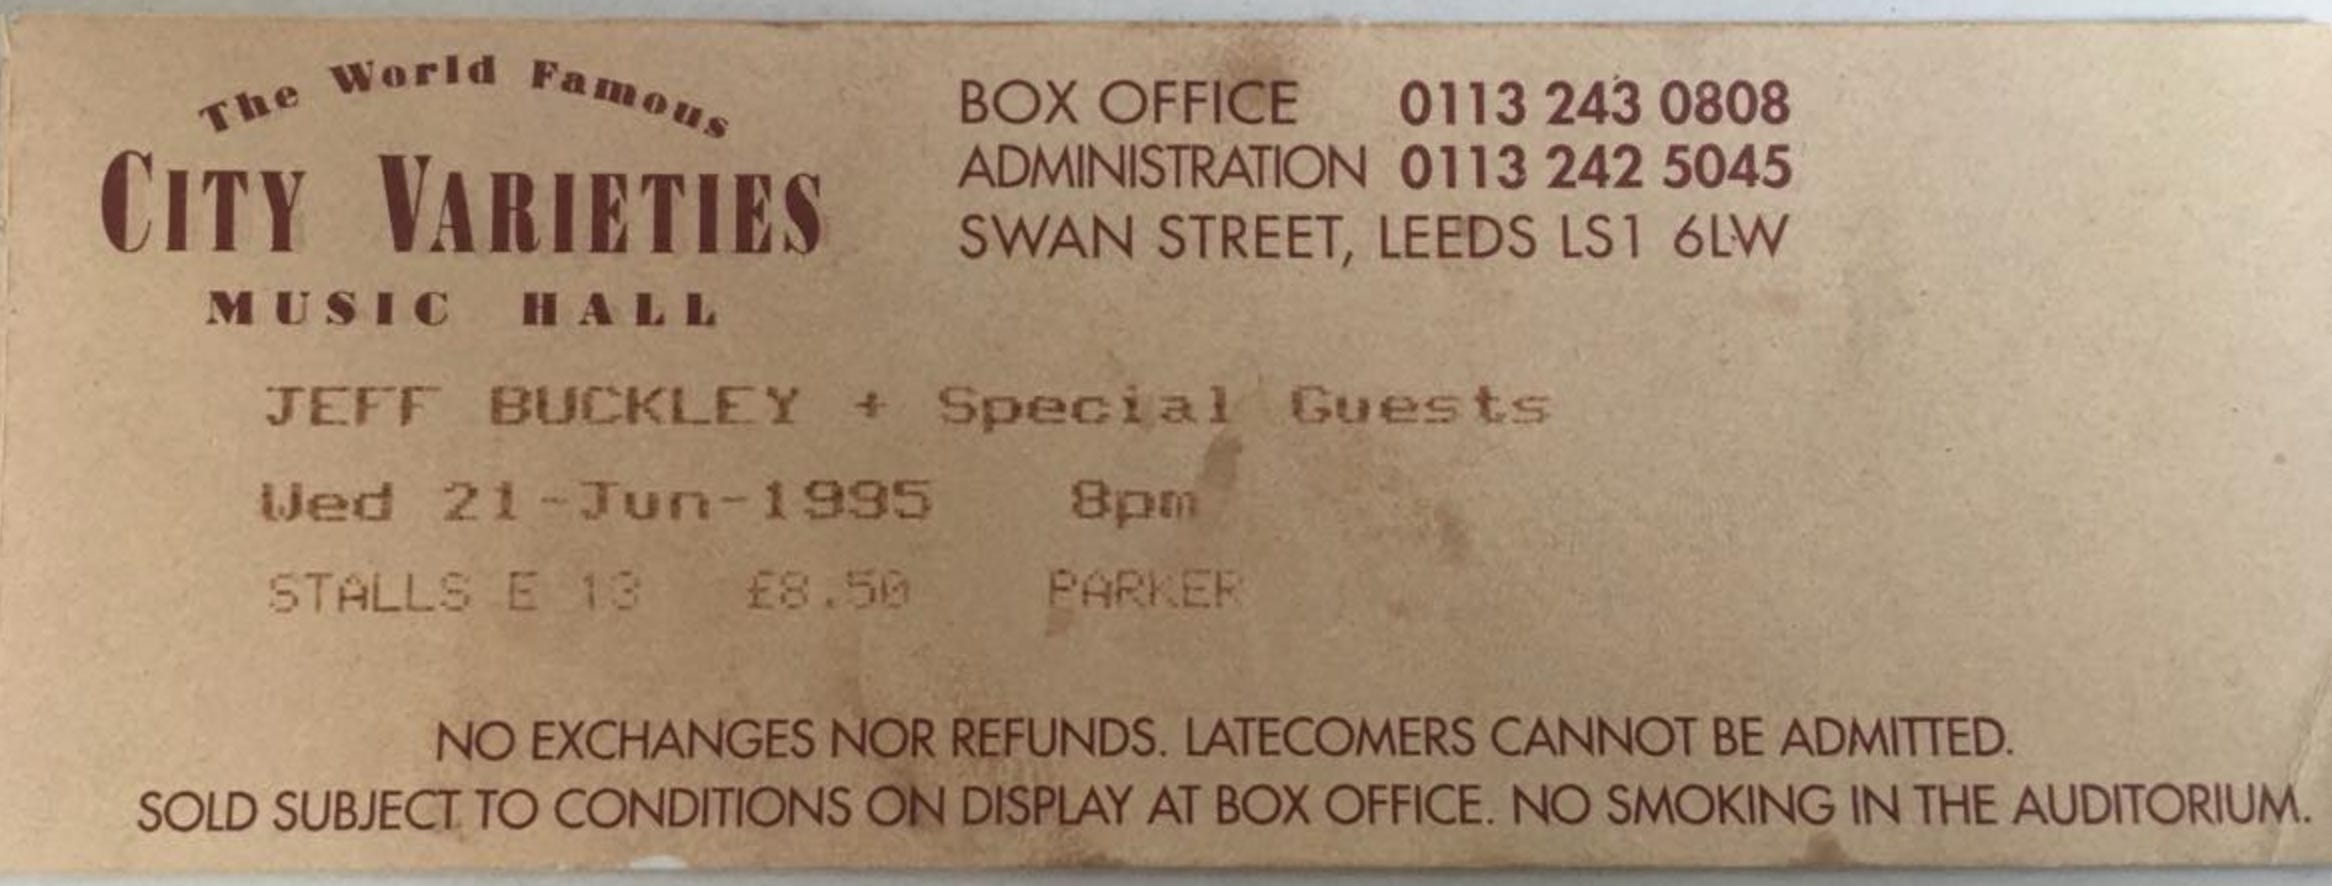 The World Famous
CITY VARIETIES
MUSIC HALL
BOX OFFICE 0113 243 0808
ADMINISTRATION 0113 242 5045
SWAN STREET, LEEDS LS1 6LW
JEFF BUCKLEY + Special Guests
Wed 21-Jun-1995 8pm
STALLS E 13 £8.50 PARKER
NO EXCHANGES NOR REFUNDS. LATECOMERS CANNOT BE ADMITTED.
SOLD SUBJECT TO CONDITIONS ON DISPLAY AT BOX OFFICE. NO SMOKING IN THE AUDITORIUM.